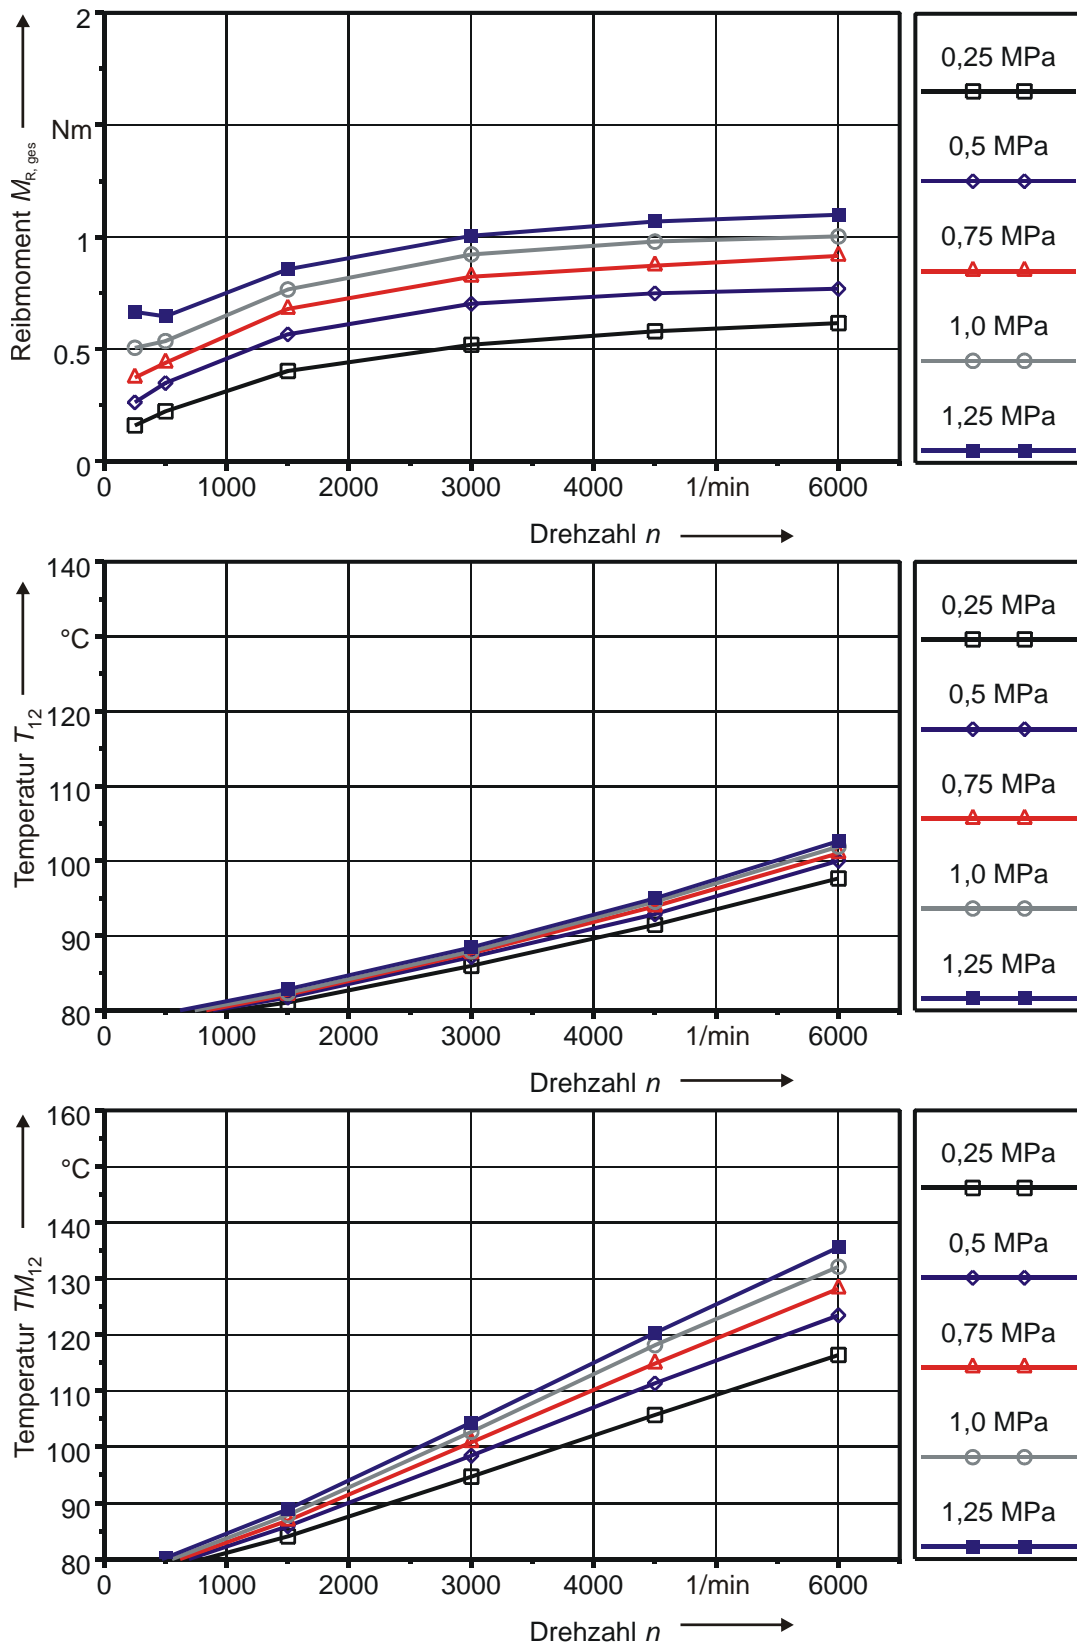 Reibmoment M_R, ges
2
Nm
1
0.5
0
0 1000 2000 3000 4000 1/min 6000
Drehzahl n
0,25 MPa
0,5 MPa
0,75 MPa
1,0 MPa
1,25 MPa
Temperatur T_12
140
°C
120
110
100
90
80
0 1000 2000 3000 4000 1/min 6000
Drehzahl n
0,25 MPa
0,5 MPa
0,75 MPa
1,0 MPa
1,25 MPa
Temperatur TM_12
160
°C
140
130
120
110
100
90
80
0 1000 2000 3000 4000 1/min 6000
Drehzahl n
0,25 MPa
0,5 MPa
0,75 MPa
1,0 MPa
1,25 MPa